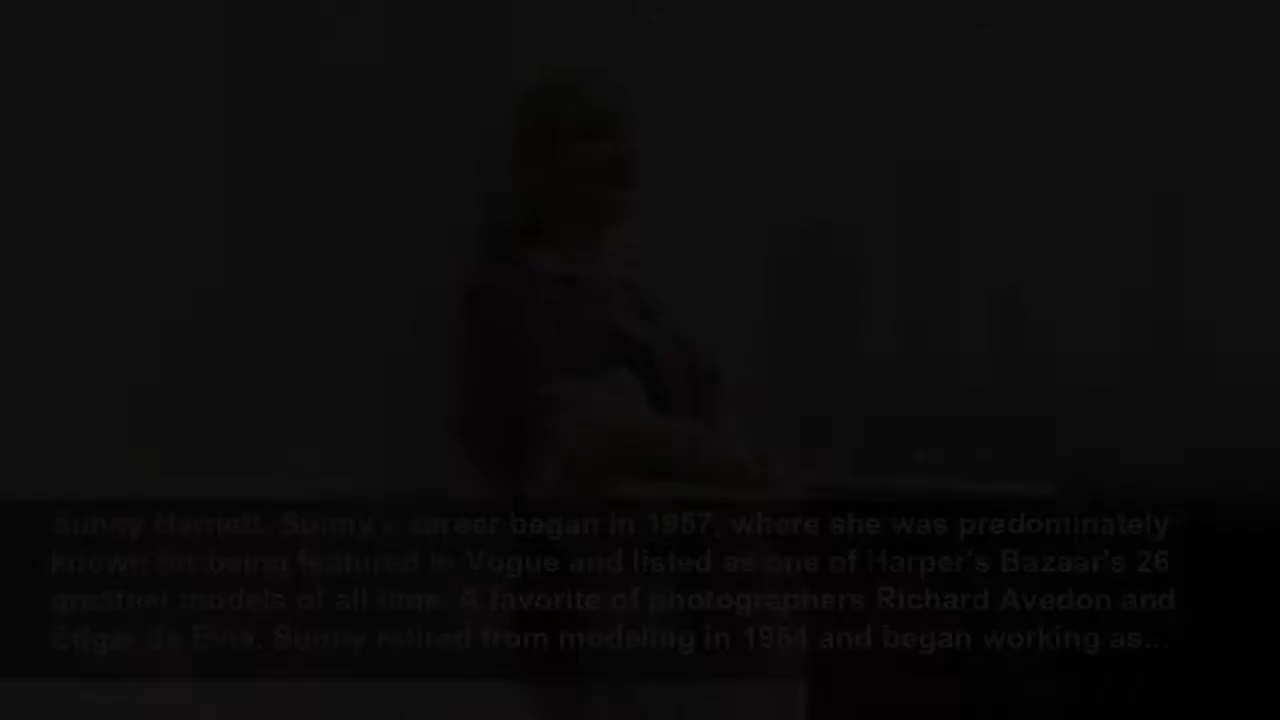 Sunny Harnett. Sunny's career began in 1957, where she was predominately
known for being featured in Vogue and listed as one of Harper's Bazaar's 26
greatest models of all time. A favorite of photographers Richard Avedon and
Edgar de Evia, Sunny retired from modeling in 1964 and began working as...